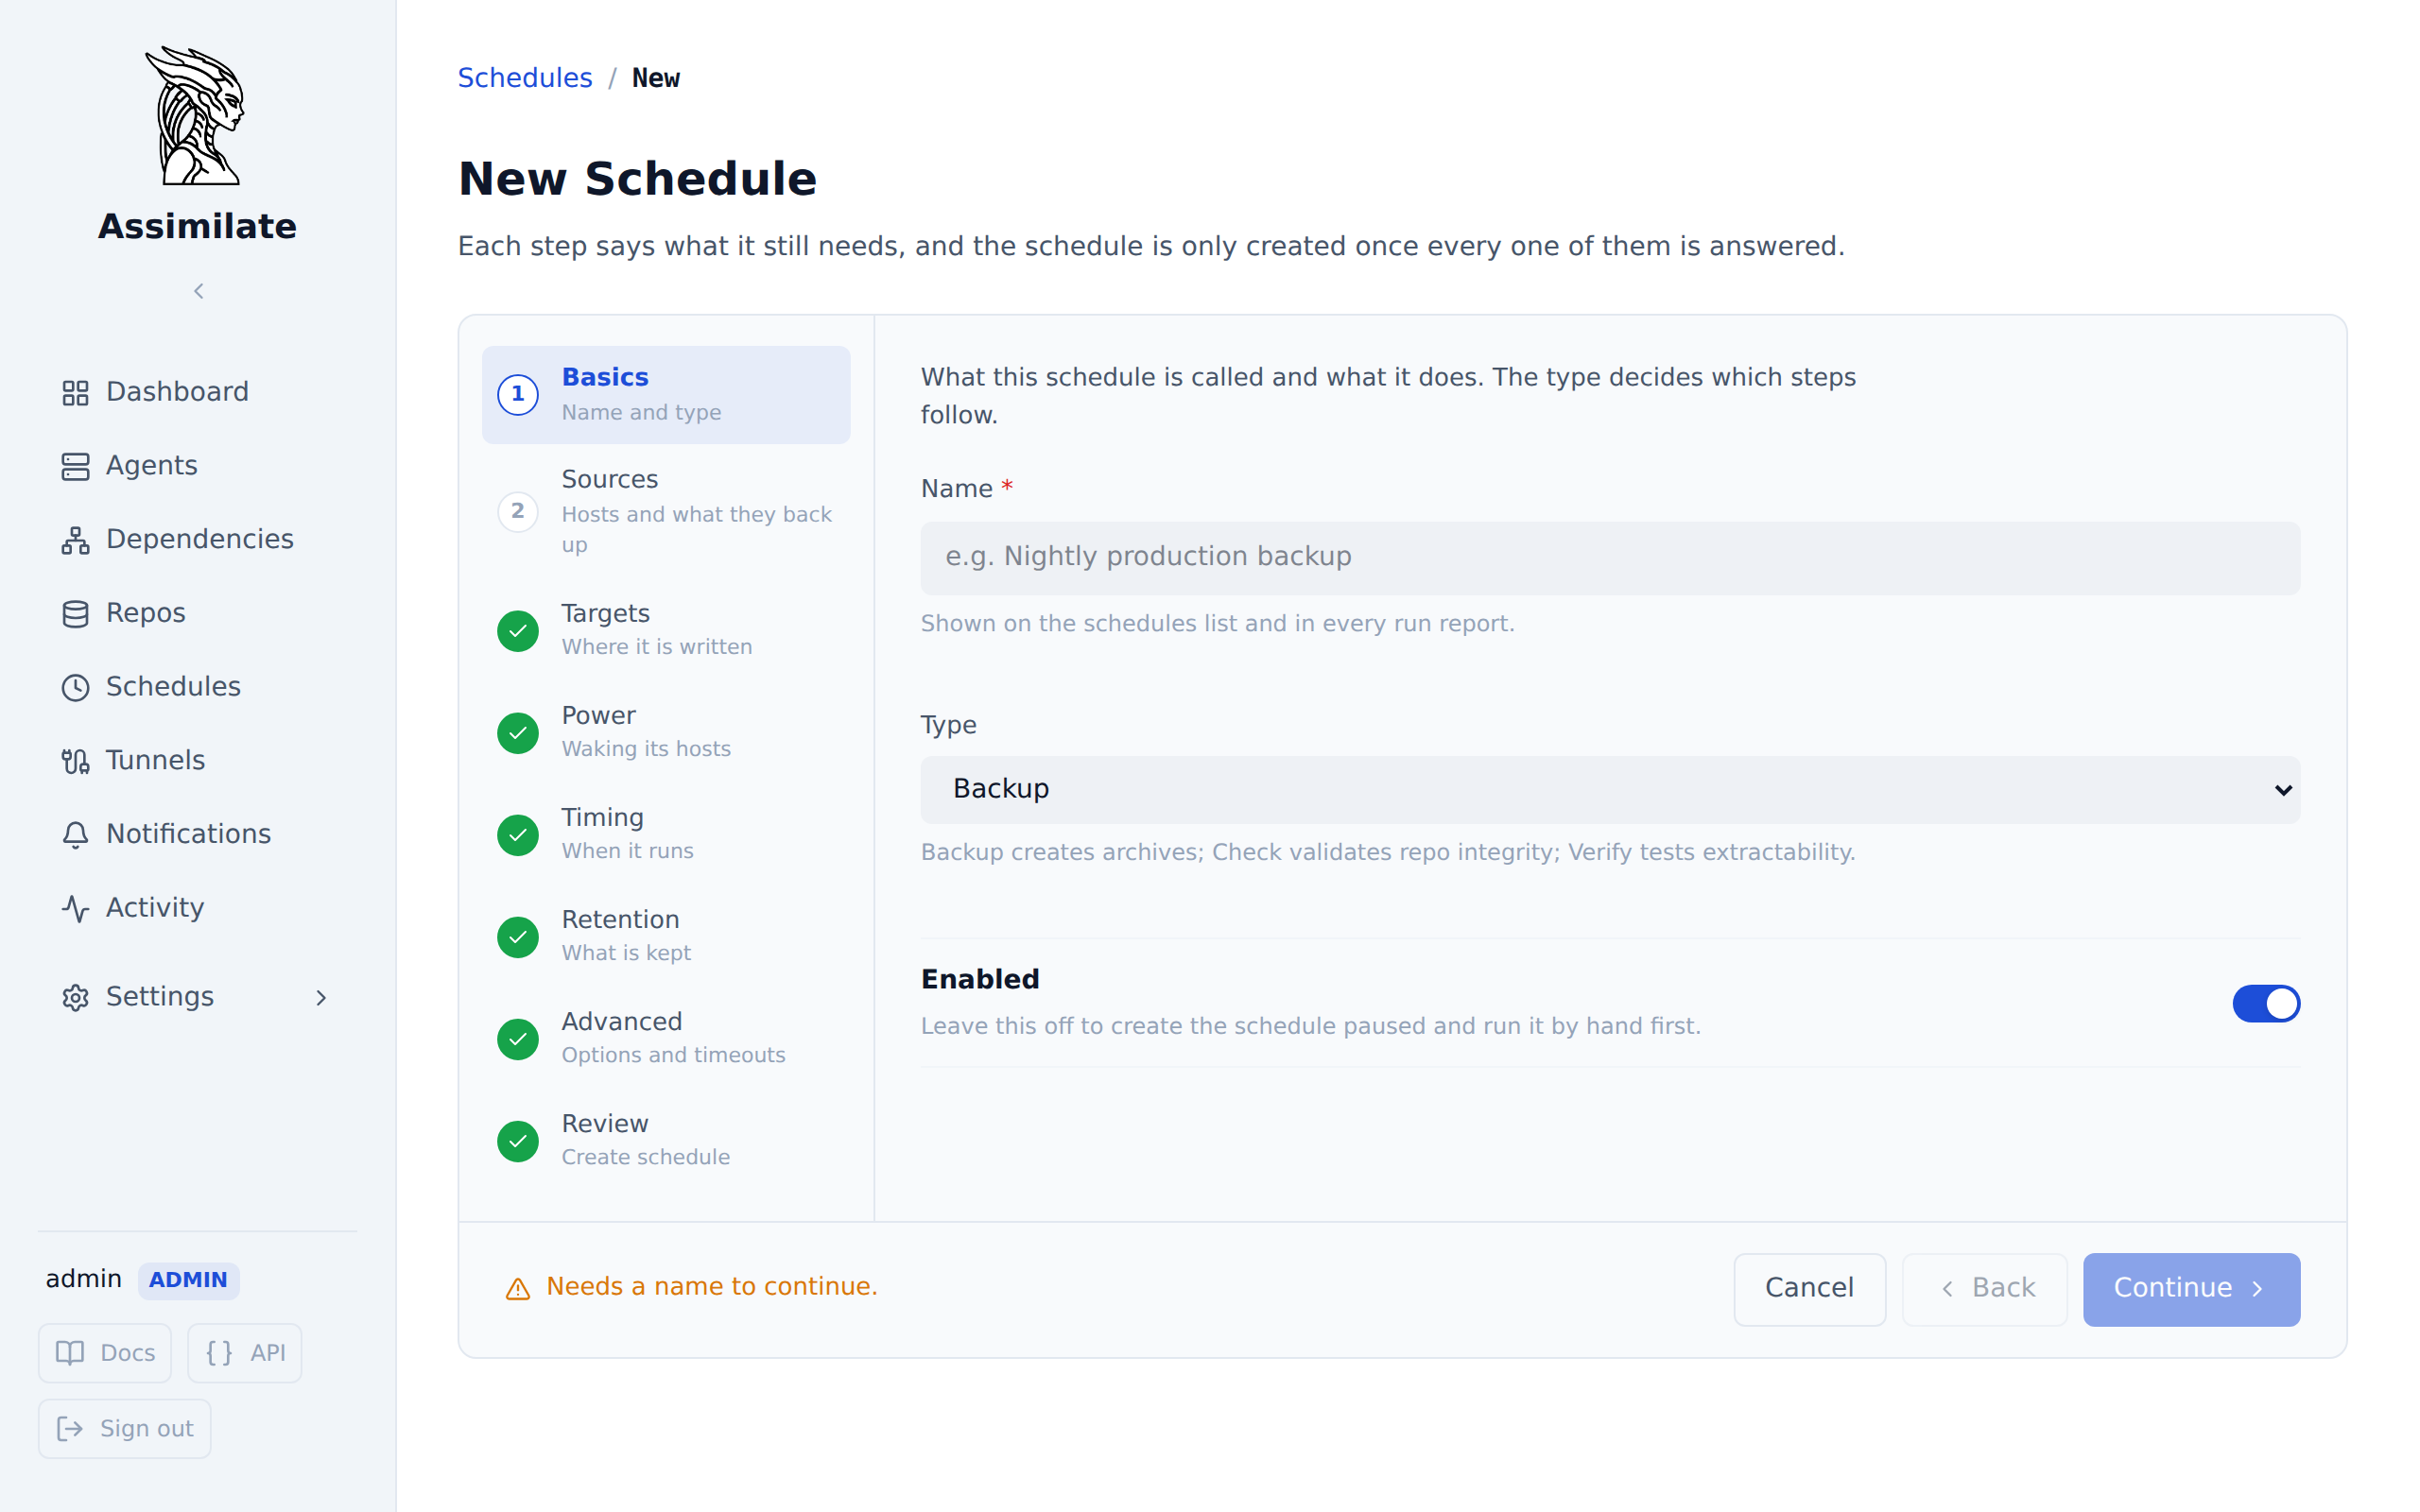 Assimilate
Dashboard
Agents
Dependencies
Repos
Schedules
Tunnels
Notifications
Activity
Settings
admin ADMIN
Docs
API
Sign out
Schedules / New
New Schedule
Each step says what it still needs, and the schedule is only created once every one of them is answered.
1
Basics
Name and type
2
Sources
Hosts and what they back
up
Targets
Where it is written
Power
Waking its hosts
Timing
When it runs
Retention
What is kept
Advanced
Options and timeouts
Review
Create schedule
What this schedule is called and what it does. The type decides which steps
follow.
Name *
e.g. Nightly production backup
Shown on the schedules list and in every run report.
Type
Backup
Backup creates archives; Check validates repo integrity; Verify tests extractability.
Enabled
Leave this off to create the schedule paused and run it by hand first.
Needs a name to continue.
Cancel
Back
Continue